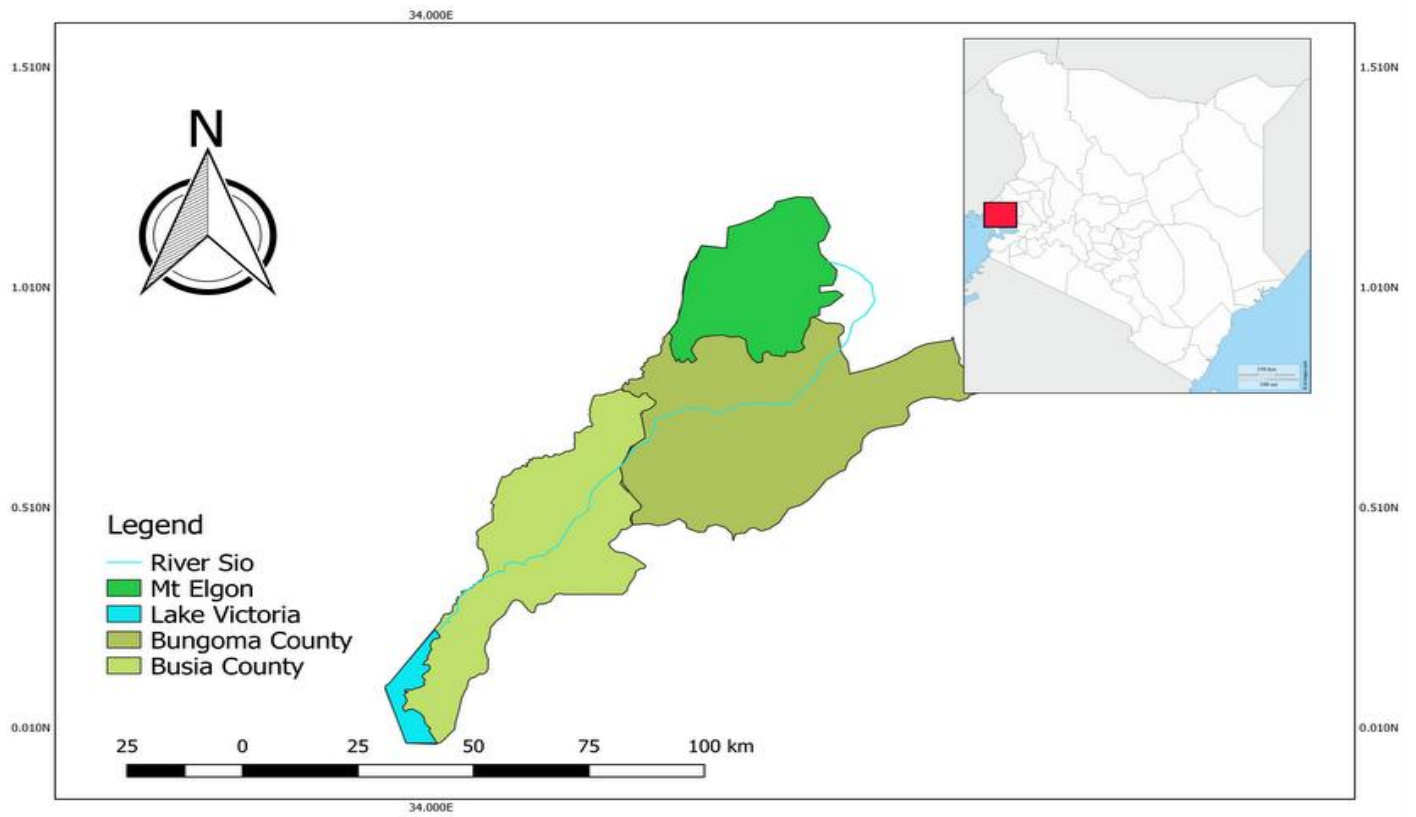 34.000E
1.510N
1.510N
N
1.010N
1.010N
0.510N
0.510N
Legend
River Sio
Mt Elgon
Lake Victoria
Bungoma County
Busia County
0.010N
0.010N
25 0 25 50 75 100 km
34.000E